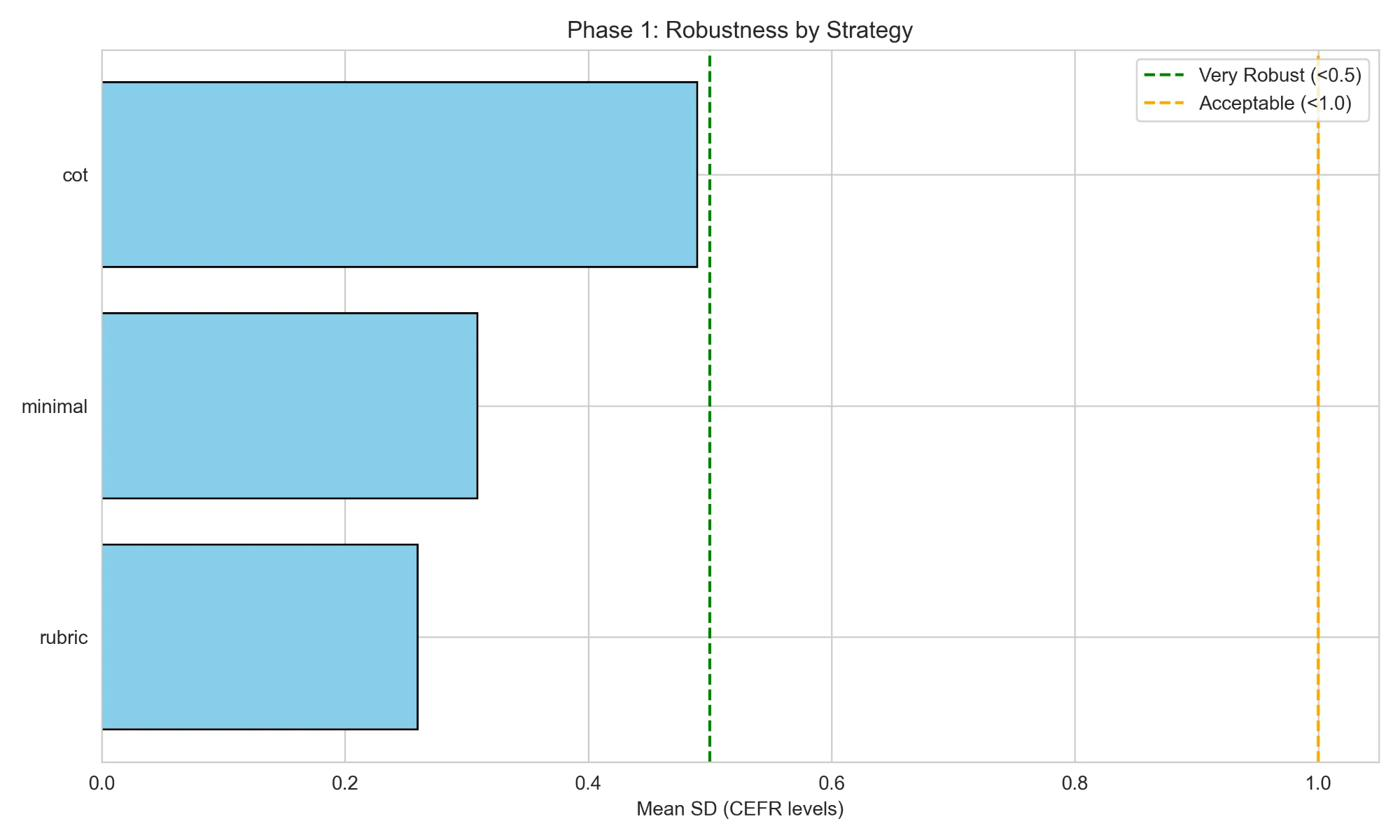 Phase 1: Robustness by Strategy
Very Robust (<0.5)
Acceptable (<1.0)
cot
minimal
rubric
0.0 0.2 0.4 0.6 0.8 1.0
Mean SD (CEFR levels)